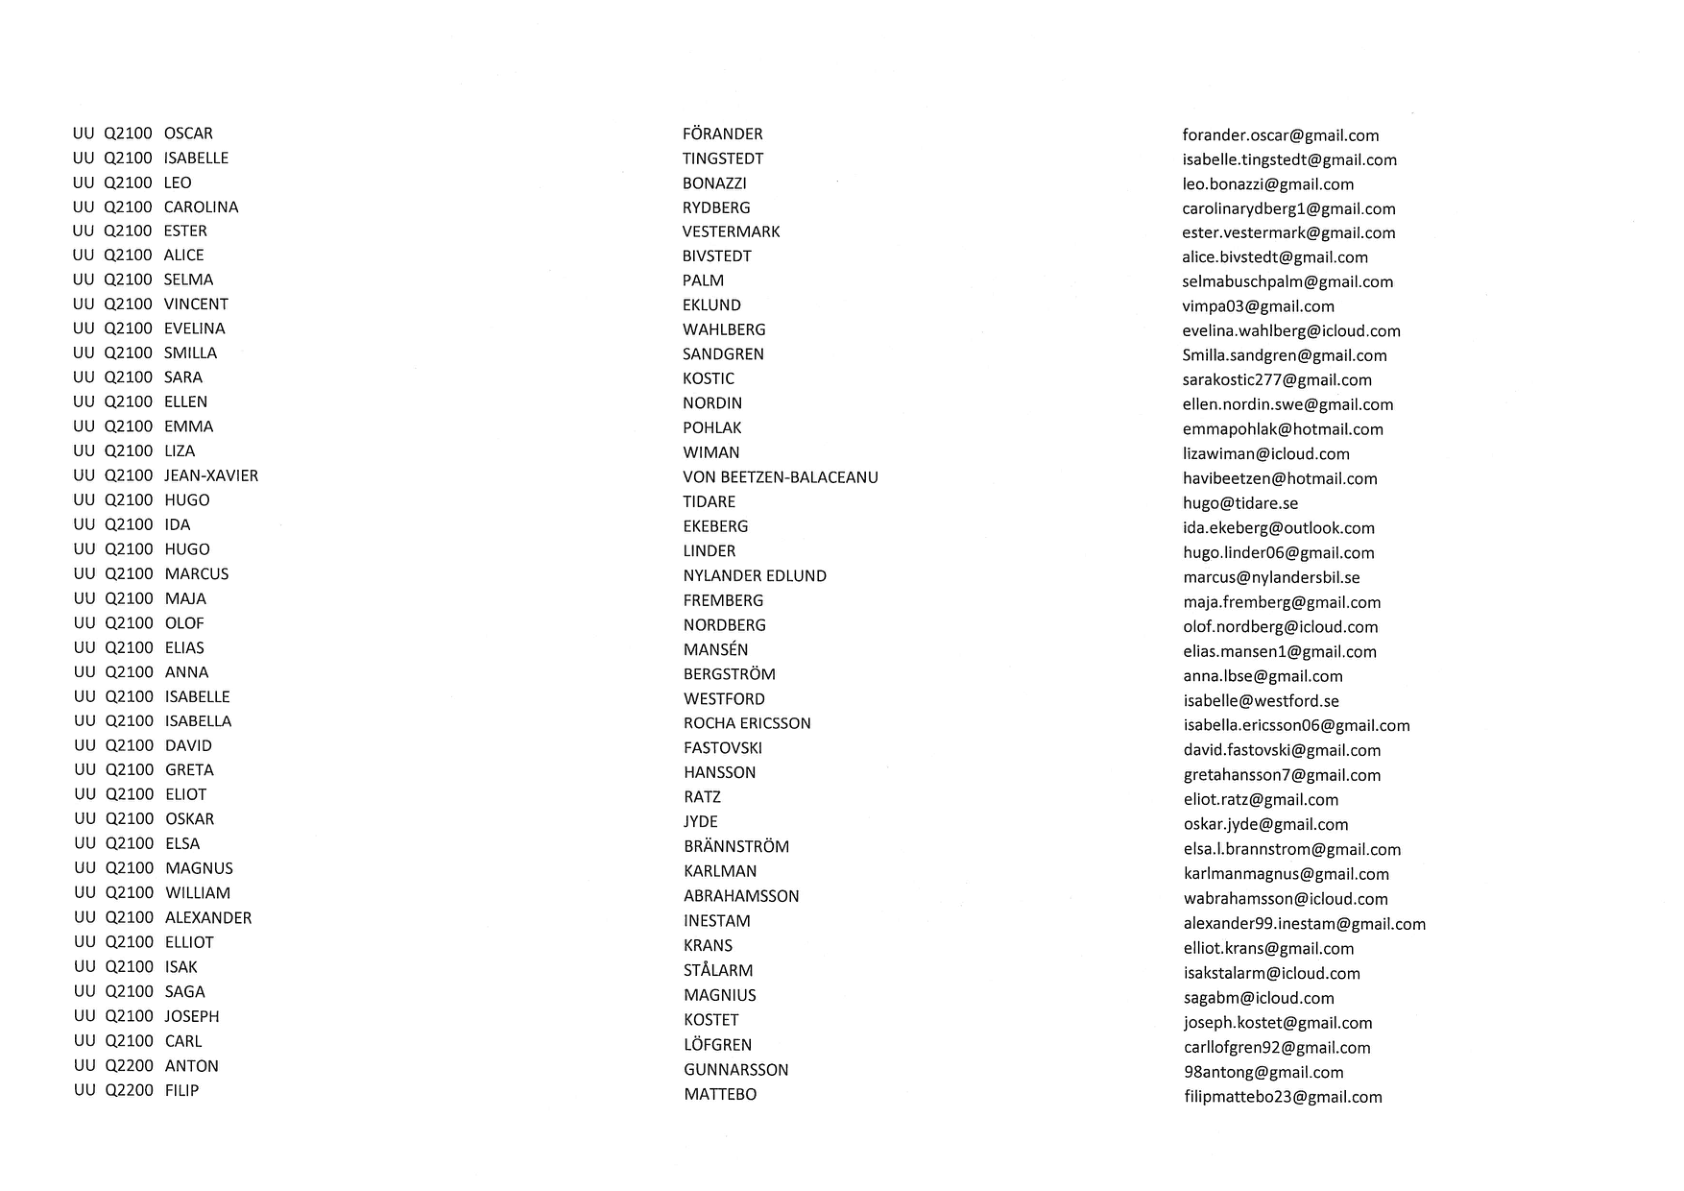 UU Q2100 OSCAR FÖRANDER forander.oscar@gmail.com
UU Q2100 ISABELLE TINGSTEDT isabelle.tingstedt@gmail.com
UU Q2100 LEO BONAZZI leo.bonazzi@gmail.com
UU Q2100 CAROLINA RYDBERG carolinarydberg1@gmail.com
UU Q2100 ESTER VESTERMARK ester.vestermark@gmail.com
UU Q2100 ALICE BIVSTEDT alice.bivstedt@gmail.com
UU Q2100 SELMA PALM selmabuschpalm@gmail.com
UU Q2100 VINCENT EKLUND vimpa03@gmail.com
UU Q2100 EVELINA WAHLBERG evelina.wahlberg@icloud.com
UU Q2100 SMILLA SANDGREN Smilla.sandgren@gmail.com
UU Q2100 SARA KOSTIC sarakostic277@gmail.com
UU Q2100 ELLEN NORDIN ellen.nordin.swe@gmail.com
UU Q2100 EMMA POHLAK emmapohlak@hotmail.com
UU Q2100 LIZA WIMAN lizawiman@icloud.com
UU Q2100 JEAN-XAVIER VON BEETZEN-BALACEANU havibeetzen@hotmail.com
UU Q2100 HUGO TIDARE hugo@tidare.se
UU Q2100 IDA EKEBERG ida.ekeberg@outlook.com
UU Q2100 HUGO LINDER hugo.linder06@gmail.com
UU Q2100 MARCUS NYLANDER EDLUND marcus@nylandersbil.se
UU Q2100 MAJA FREMBERG maja.fremberg@gmail.com
UU Q2100 OLOF NORDBERG olof.nordberg@icloud.com
UU Q2100 ELIAS MANSÉN elias.mansen1@gmail.com
UU Q2100 ANNA BERGSTRÖM anna.lbse@gmail.com
UU Q2100 ISABELLE WESTFORD isabelle@westford.se
UU Q2100 ISABELLA ROCHA ERICSSON isabella.ericsson06@gmail.com
UU Q2100 DAVID FASTOVSKI david.fastovski@gmail.com
UU Q2100 GRETA HANSSON gretahansson7@gmail.com
UU Q2100 ELIOT RATZ eliot.ratz@gmail.com
UU Q2100 OSKAR JYDE oskar.jyde@gmail.com
UU Q2100 ELSA BRÄNNSTRÖM elsa.l.brannstrom@gmail.com
UU Q2100 MAGNUS KARLMAN karlmanmagnus@gmail.com
UU Q2100 WILLIAM ABRAHAMSSON wabrahamsson@icloud.com
UU Q2100 ALEXANDER INESTAM alexander99.inestam@gmail.com
UU Q2100 ELLIOT KRANS elliot.krans@gmail.com
UU Q2100 ISAK STÅLARM isakstalarm@icloud.com
UU Q2100 SAGA MAGNIUS sagabm@icloud.com
UU Q2100 JOSEPH KOSTET joseph.kostet@gmail.com
UU Q2100 CARL LÖFGREN carllofgren92@gmail.com
UU Q2200 ANTON GUNNARSSON 98antong@gmail.com
UU Q2200 FILIP MATTEBO filipmattebo23@gmail.com